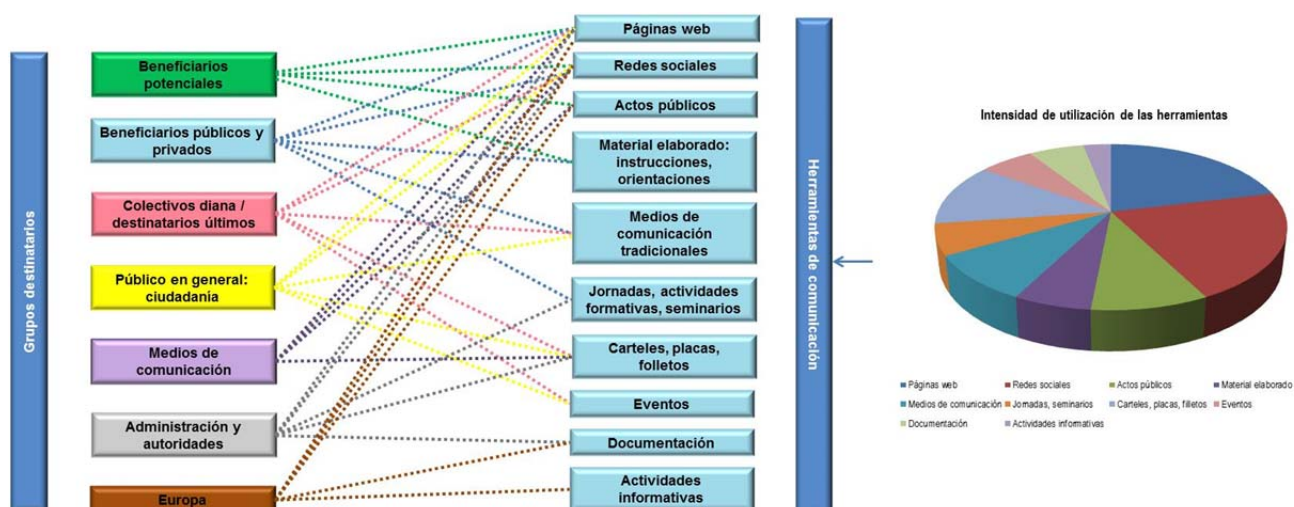 Grupos destinatarios
Beneficiarios
potenciales
Beneficiarios públicos y
privados
Colectivos diana /
destinatarios últimos
Público en general:
ciudadanía
Medios de
comunicación
Administración y
autoridades
Europa
Páginas web
Redes sociales
Actos públicos
Material elaborado:
instrucciones,
orientaciones
Medios de
comunicación
tradicionales
Jornadas, actividades
formativas, seminarios
Carteles, placas,
folletos
Eventos
Documentación
Actividades
informativas
Herramientas de comunicación
Intensidad de utilización de las herramientas
Páginas web
Redes sociales
Actos públicos
Material elaborado
Medios de comunicación
Jornadas, seminarios
Carteles, placas, filletos
Eventos
Documentación
Actividades informativas